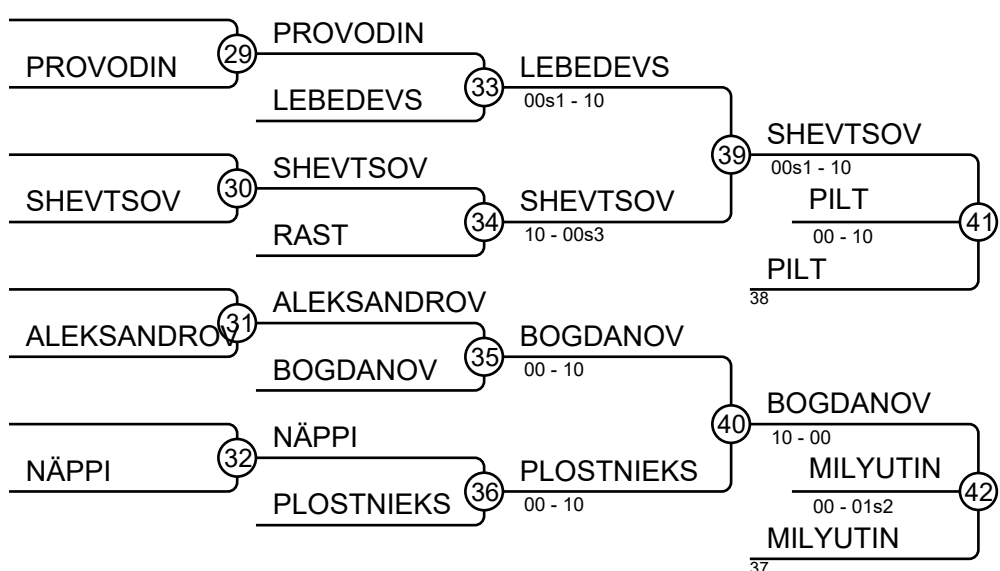 PROVODIN
29
PROVODIN
LEBEDEVS
33
LEBEDEVS
00s1 - 10
SHEVTSOV
30
SHEVTSOV
RAST
34
SHEVTSOV
10 - 00s3
39
SHEVTSOV
00s1 - 10
PILT
00 - 10
PILT
38
41
ALEKSANDROV
31
ALEKSANDROV
BOGDANOV
35
BOGDANOV
00 - 10
NÄPPI
32
NÄPPI
PLOSTNIEKS
36
PLOSTNIEKS
00 - 10
40
BOGDANOV
10 - 00
MILYUTIN
00 - 01s2
MILYUTIN
37
42